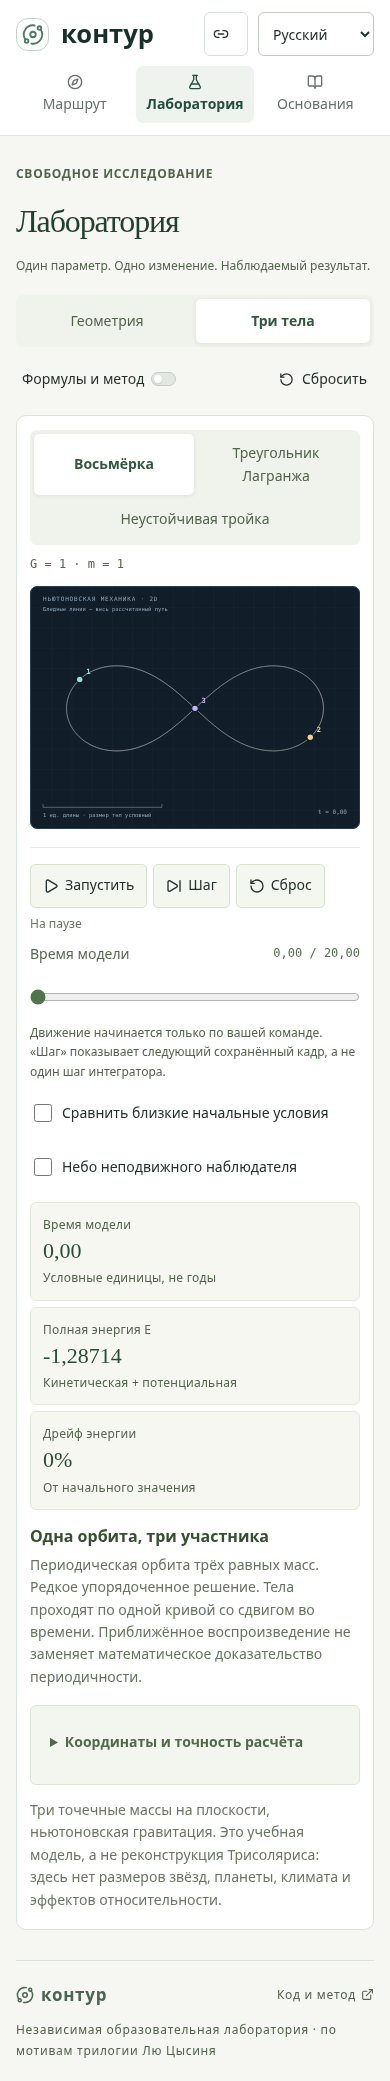 контур
Русский
Маршрут
Лаборатория
Основания
СВОБОДНОЕ ИССЛЕДОВАНИЕ
Лаборатория
Один параметр. Одно изменение. Наблюдаемый результат.
Геометрия
Три тела
Формулы и метод
Сбросить
Восьмёрка
Треугольник
Лагранжа
Неустойчивая тройка
G = 1 · m = 1
НЬЮТОНОВСКАЯ МЕХАНИКА · 2D
Бледные линии — весь рассчитанный путь
1
3
2
1 ед. длины · размер тел условный
t = 0,00
Запустить
Шаг
Сброс
На паузе
Время модели
0,00 / 20,00
Движение начинается только по вашей команде.
«Шаг» показывает следующий сохранённый кадр, а не
один шаг интегратора.
Сравнить близкие начальные условия
Небо неподвижного наблюдателя
Время модели
0,00
Условные единицы, не годы
Полная энергия E
-1,28714
Кинетическая + потенциальная
Дрейф энергии
0%
От начального значения
Одна орбита, три участника
Периодическая орбита трёх равных масс.
Редкое упорядоченное решение. Тела
проходят по одной кривой со сдвигом во
времени. Приближённое воспроизведение не
заменяет математическое доказательство
периодичности.
Координаты и точность расчёта
Три точечные массы на плоскости,
ньютоновская гравитация. Это учебная
модель, а не реконструкция Трисоляриса:
здесь нет размеров звёзд, планеты, климата и
эффектов относительности.
контур
Код и метод
Независимая образовательная лаборатория · по
мотивам трилогии Лю Цысиня